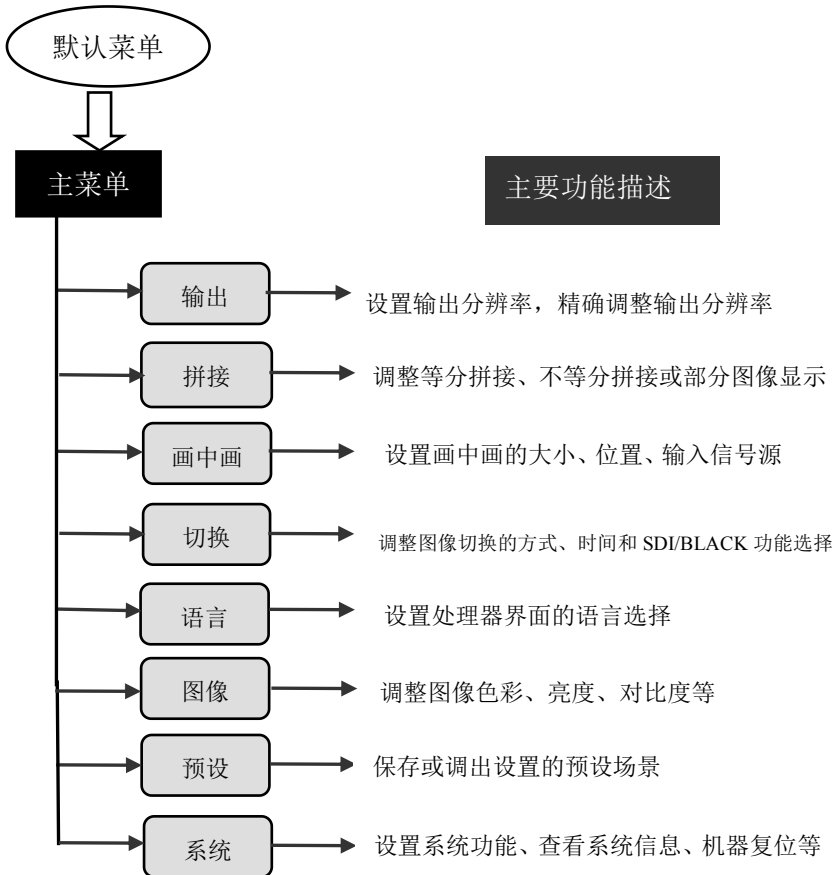 默认菜单
主菜单
主要功能描述
输出
设置输出分辨率，精确调整输出分辨率
拼接
调整等分拼接、不等分拼接或部分图像显示
画中画
设置画中画的大小、位置、输入信号源
切换
调整图像切换的方式、时间和 SDI/BLACK 功能选择
语言
设置处理器界面的语言选择
图像
调整图像色彩、亮度、对比度等
预设
保存或调出设置的预设场景
系统
设置系统功能、查看系统信息、机器复位等